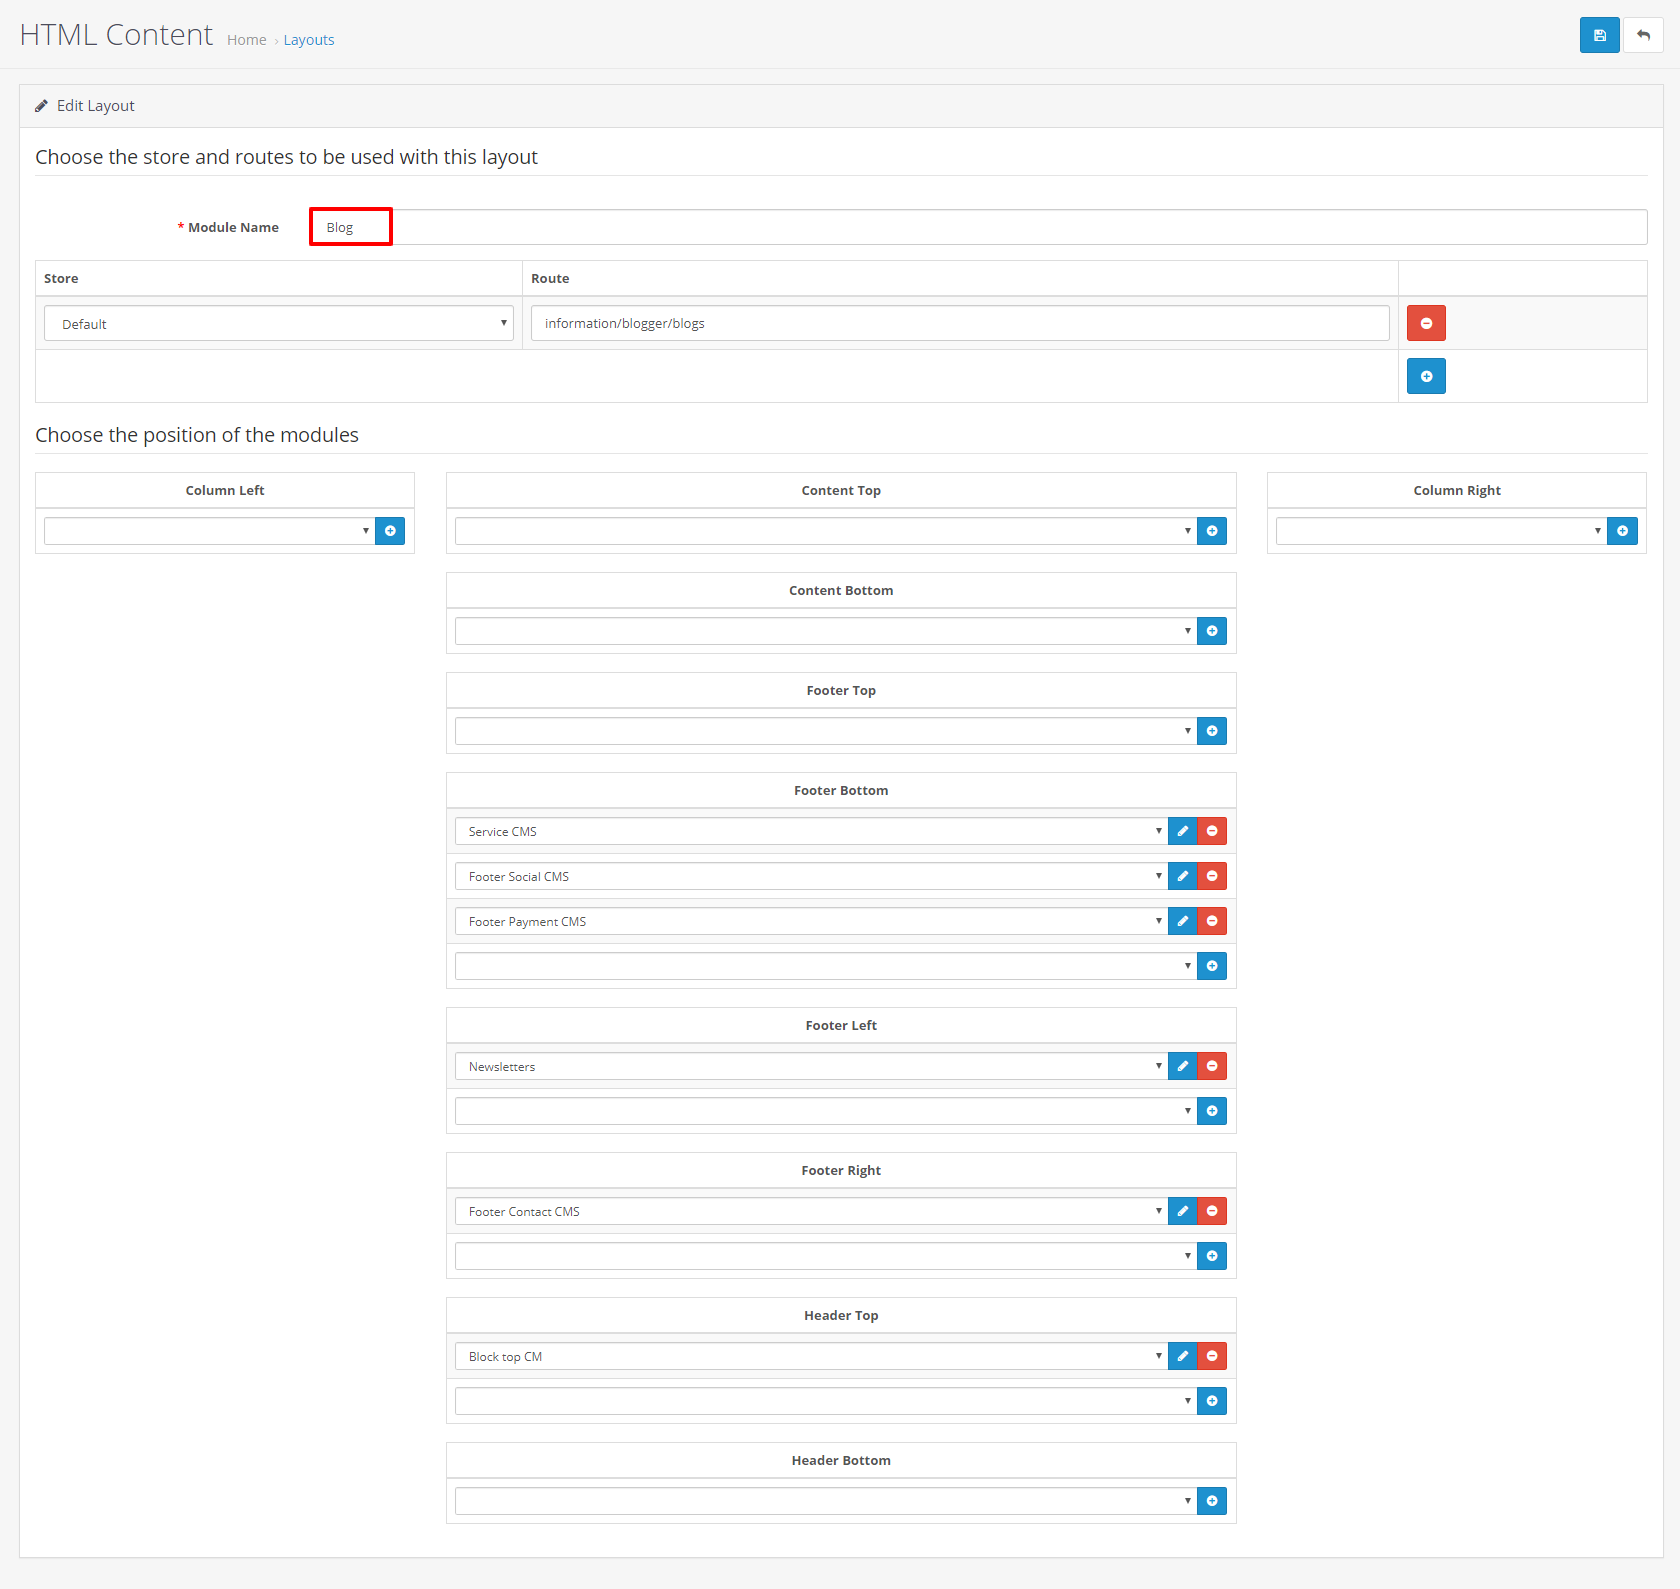 HTML Content Home › Layouts
Edit Layout
Choose the store and routes to be used with this layout
* Module Name Blog
Store Route
Default information/blogger/blogs
Choose the position of the modules
Column Left Content Top Column Right
Content Bottom
Footer Top
Footer Bottom
Service CMS
Footer Social CMS
Footer Payment CMS
Footer Left
Newsletters
Footer Right
Footer Contact CMS
Header Top
Block top CM
Header Bottom